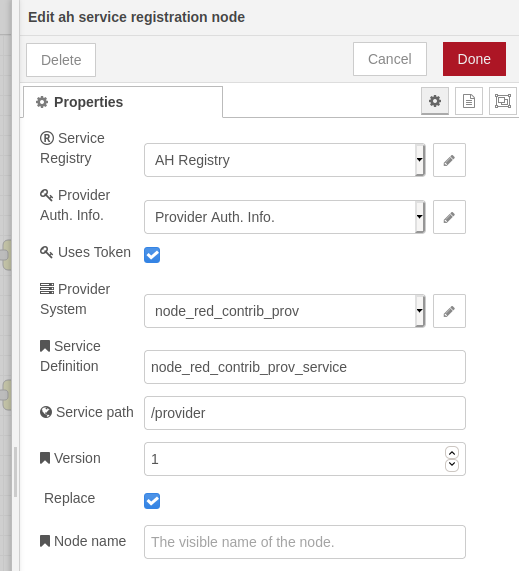 Edit ah service registration node
Delete
Cancel
Done
Properties
Service
Registry
AH Registry
Provider
Auth. Info.
Provider Auth. Info.
Uses Token
Provider
System
node_red_contrib_prov
Service
Definition
node_red_contrib_prov_service
Service path
/provider
Version
1
Replace
Node name
The visible name of the node.